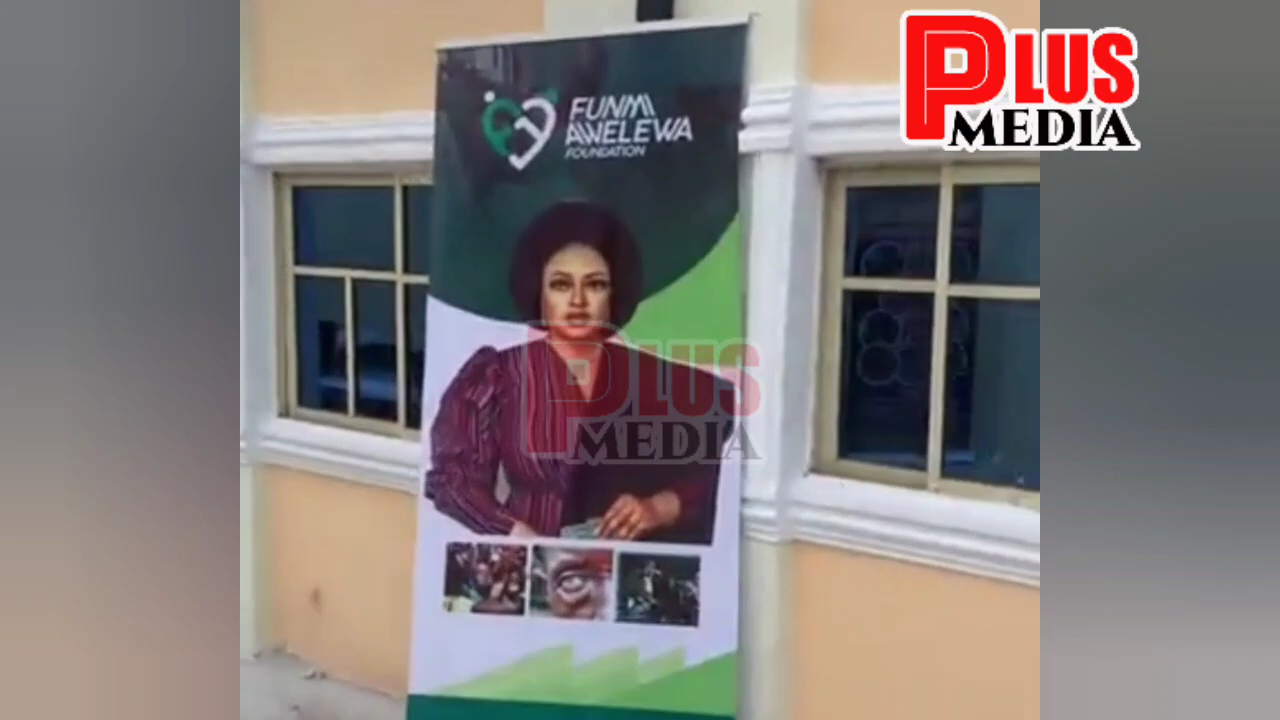 PLUS
MEDIA
FUNMI
AWELEWA
FOUNDATION
PLUS
MEDIA